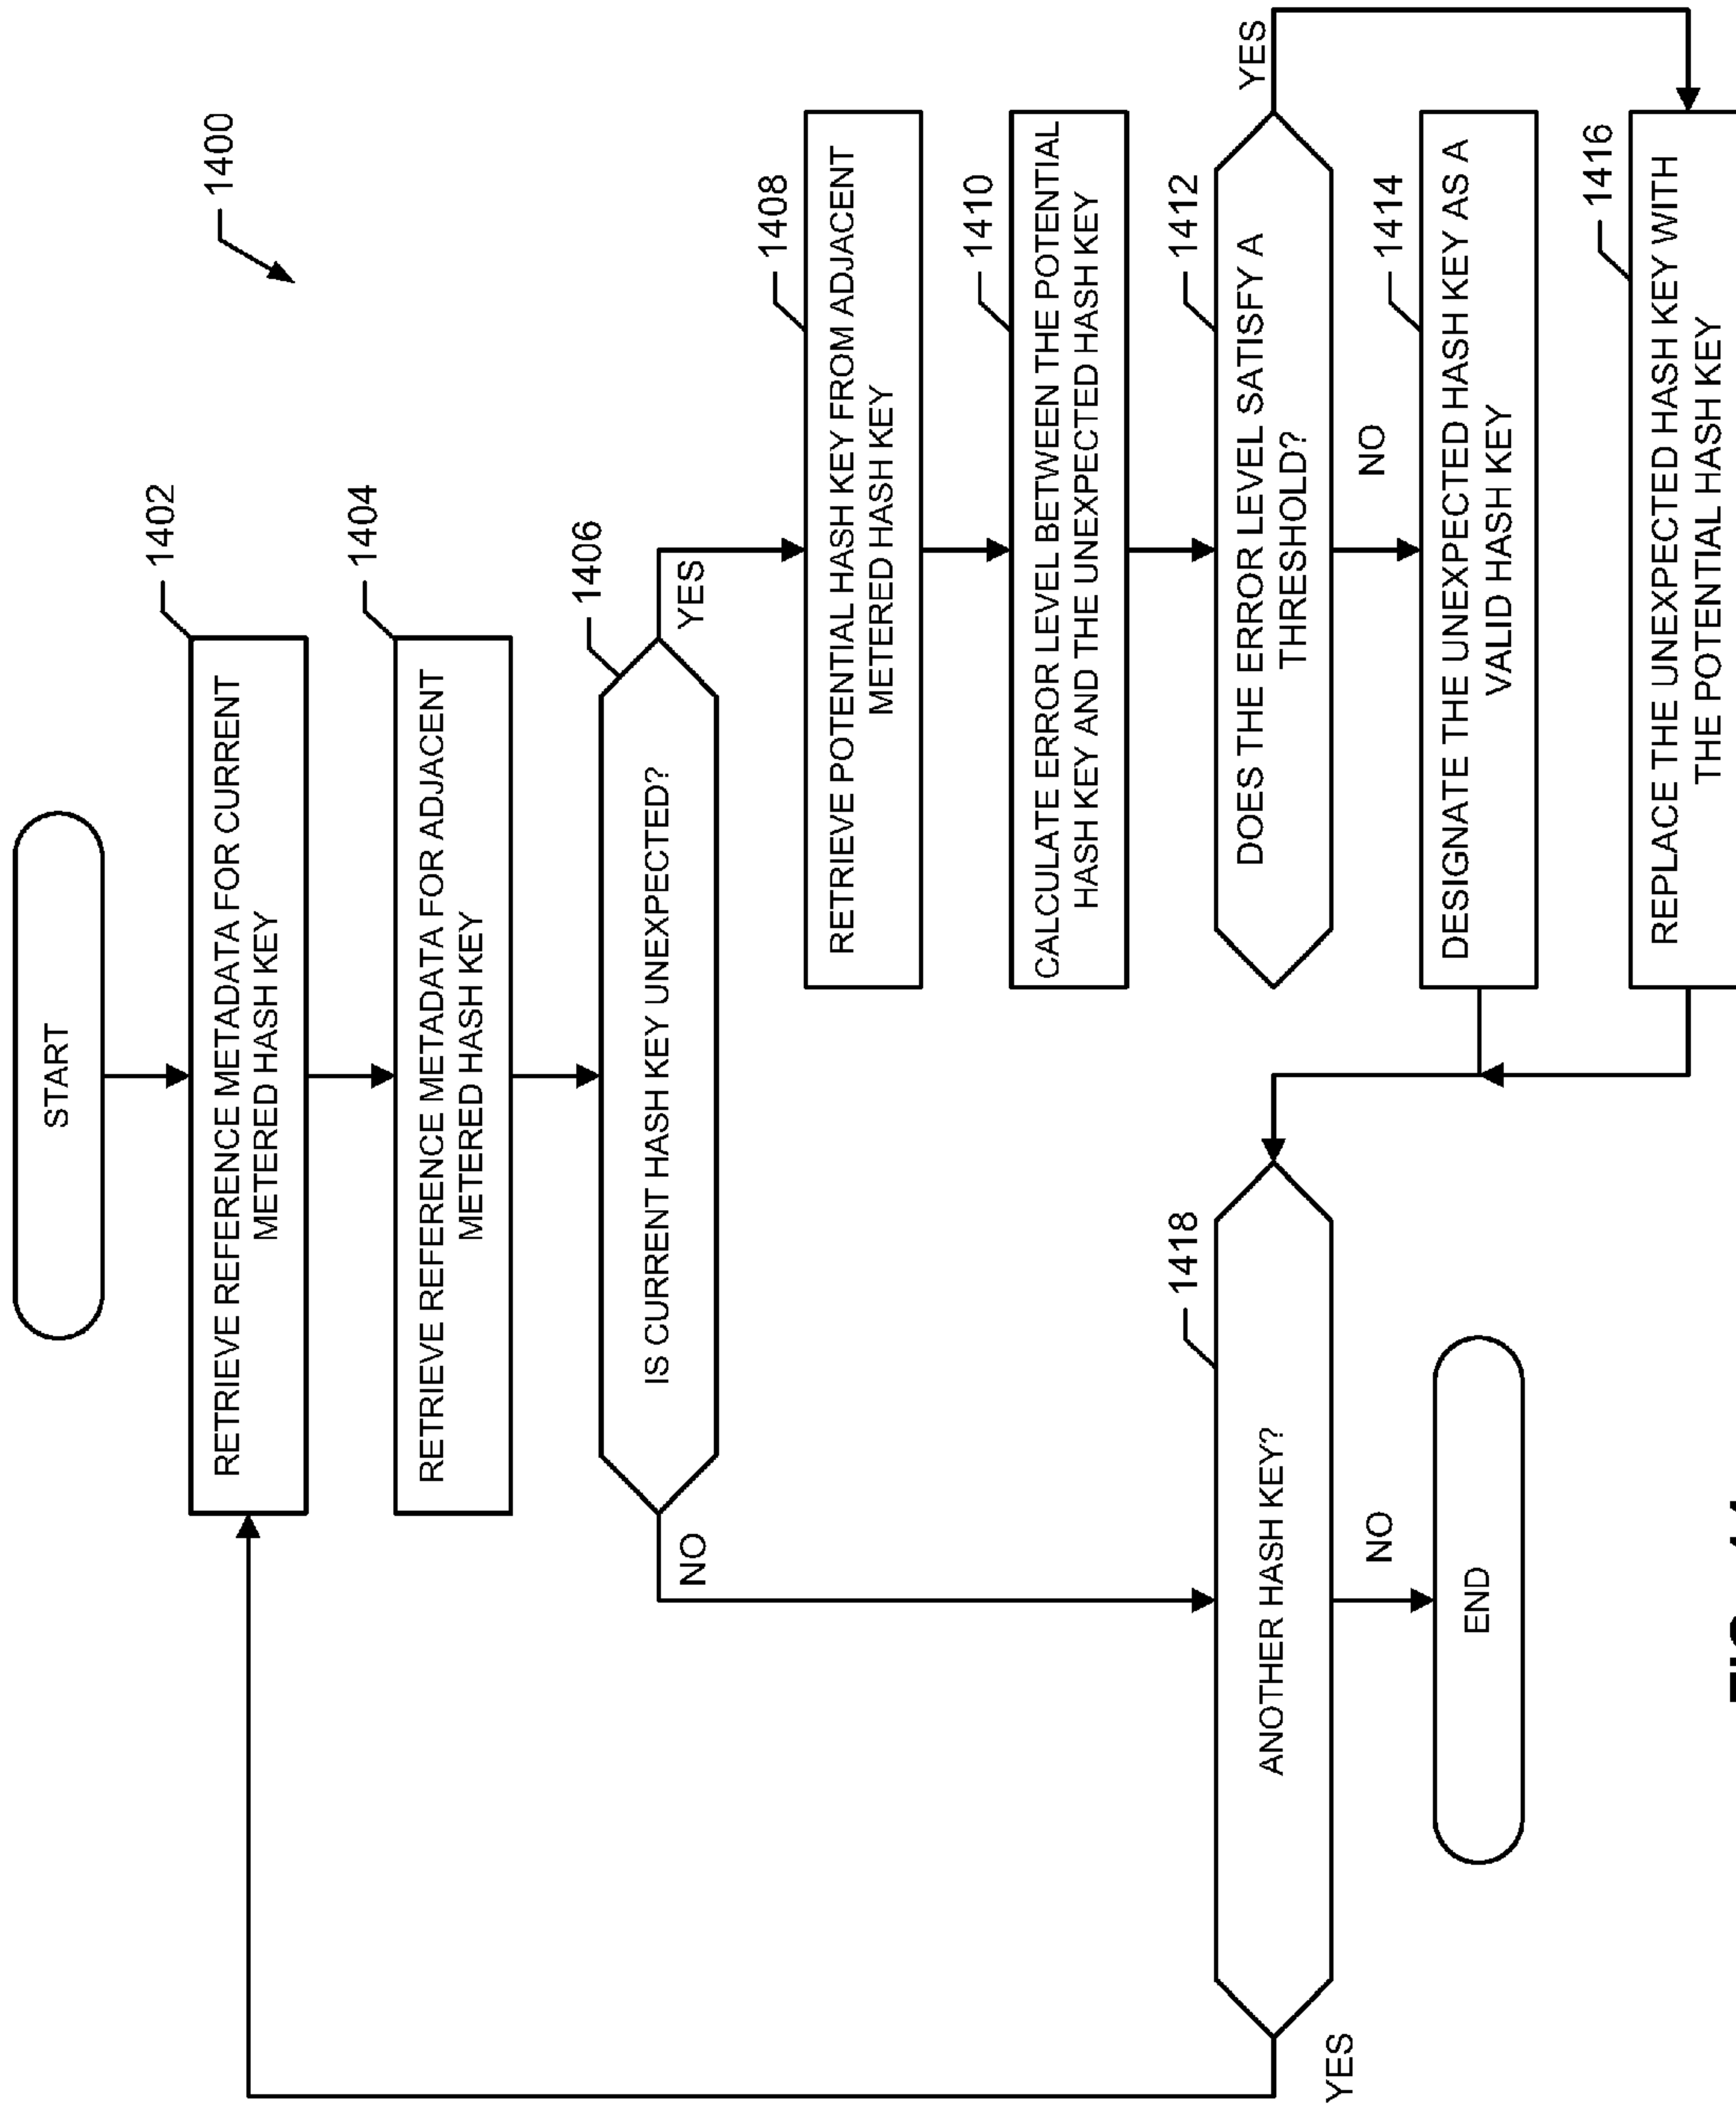 1400
START
1402
RETRIEVE REFERENCE METADATA FOR CURRENT
METERED HASH KEY
1404
RETRIEVE REFERENCE METADATA FOR ADJACENT
METERED HASH KEY
1406
IS CURRENT HASH KEY UNEXPECTED?
NO
YES
1408
RETRIEVE POTENTIAL HASH KEY FROM ADJACENT
METERED HASH KEY
1410
CALCULATE ERROR LEVEL BETWEEN THE POTENTIAL
HASH KEY AND THE UNEXPECTED HASH KEY
1412
DOES THE ERROR LEVEL SATISFY A
THRESHOLD?
YES
NO
1414
DESIGNATE THE UNEXPECTED HASH KEY AS A
VALID HASH KEY
1416
REPLACE THE UNEXPECTED HASH KEY WITH
THE POTENTIAL HASH KEY
1418
ANOTHER HASH KEY?
YES
NO
END